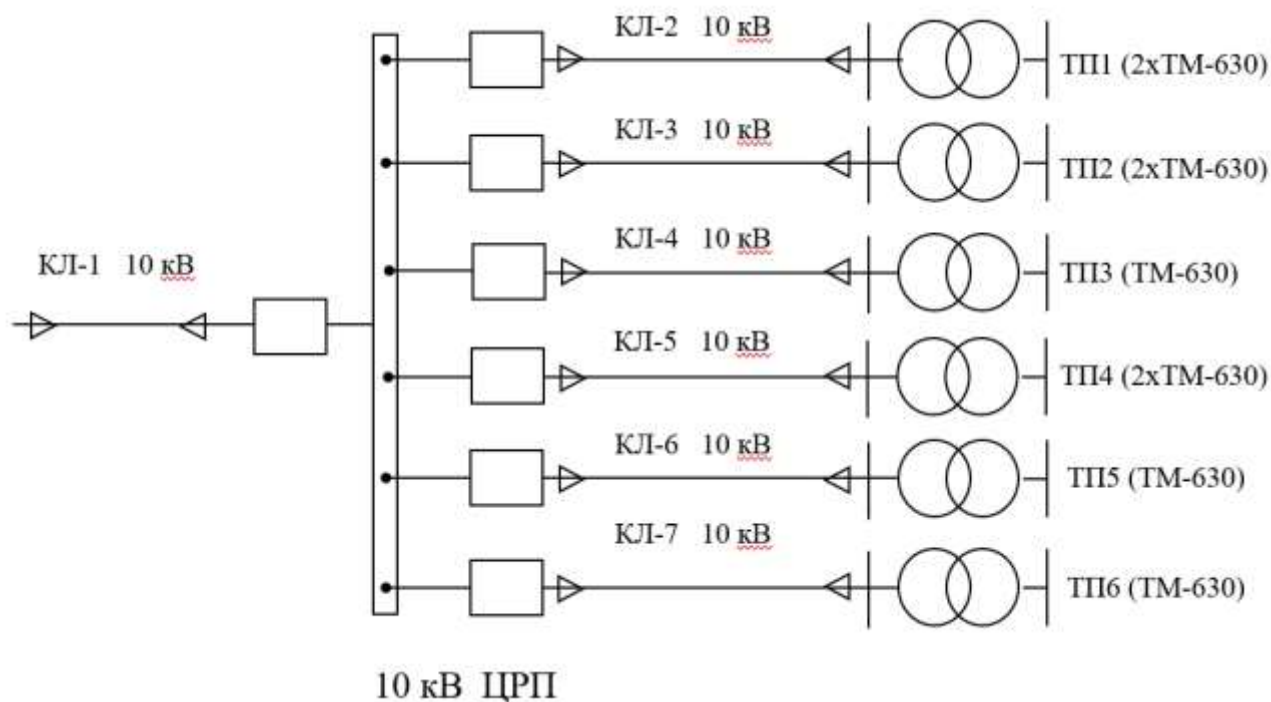 КЛ-2 10 кВ
ТП1 (2хТМ-630)
КЛ-3 10 кВ
ТП2 (2хТМ-630)
КЛ-4 10 кВ
ТП3 (ТМ-630)
КЛ-1 10 кВ
КЛ-5 10 кВ
ТП4 (2хТМ-630)
КЛ-6 10 кВ
ТП5 (ТМ-630)
КЛ-7 10 кВ
ТП6 (ТМ-630)
10 кВ ЦРП